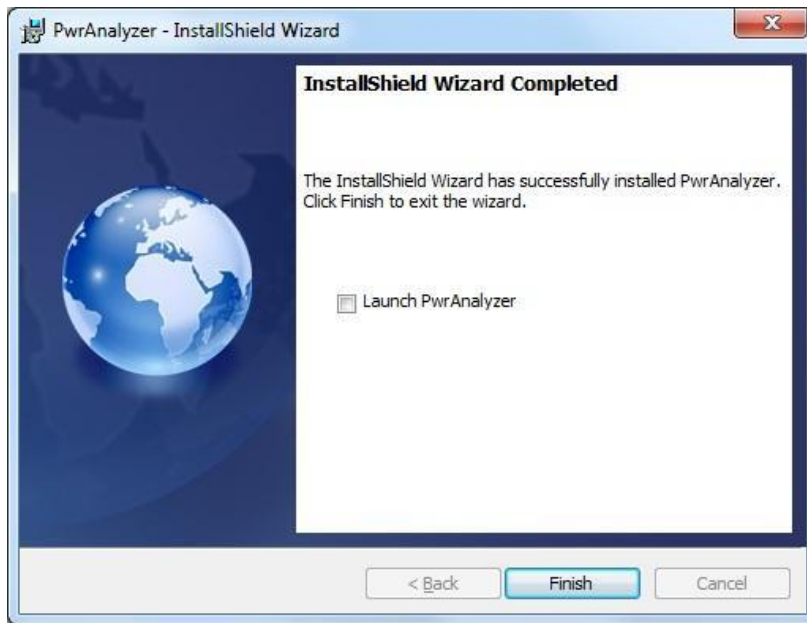 PwrAnalyzer - InstallShield Wizard
InstallShield Wizard Completed
The InstallShield Wizard has successfully installed PwrAnalyzer.
Click Finish to exit the wizard.
Launch PwrAnalyzer
< Back
Finish
Cancel